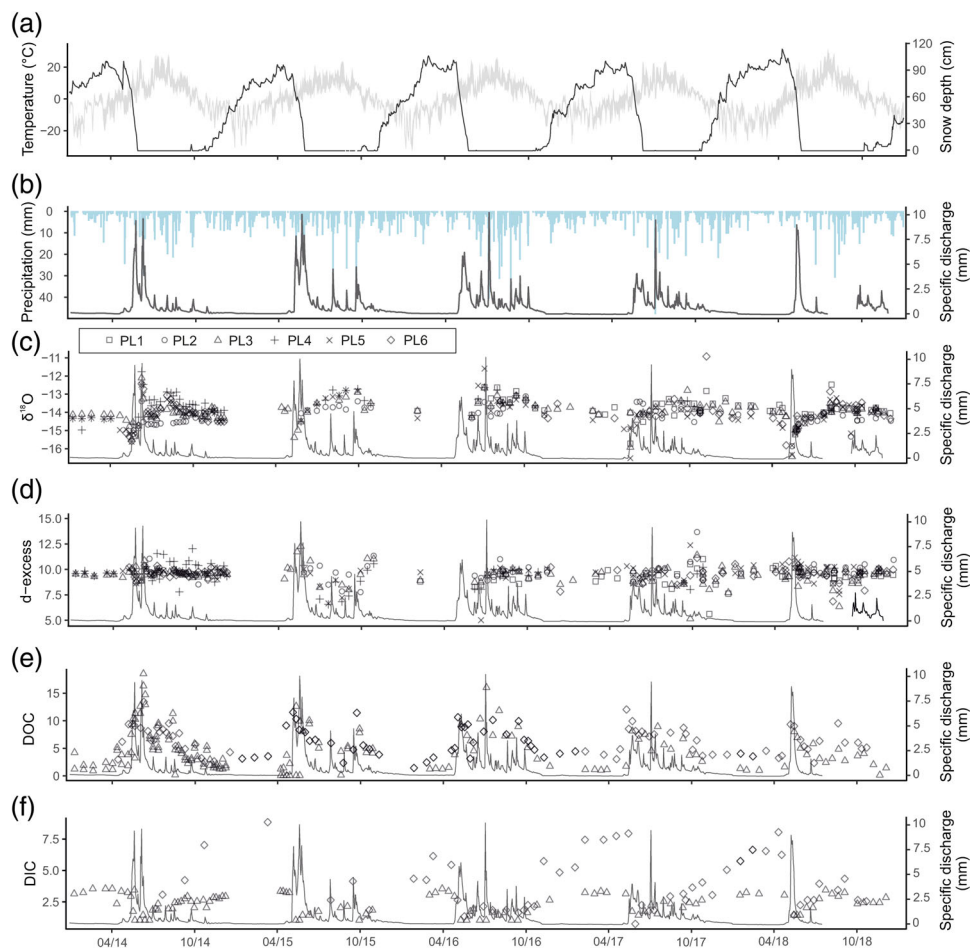 (a)
Temperature (°C)
20
0
−20
120
90
60
30
0
Snow depth (cm)
(b)
Precipitation (mm)
0
10
20
30
40
10
7.5
5
2.5
0
Specific discharge
(mm)
(c)
PL1 PL2 PL3 PL4 PL5 PL6
δ¹⁸O
−11
−12
−13
−14
−15
−16
10
7.5
5
2.5
0
Specific discharge
(mm)
(d)
d−excess
15.0
12.5
10.0
7.5
5.0
10
7.5
5
2.5
0
Specific discharge
(mm)
(e)
DOC
15
10
5
0
10
7.5
5
2.5
0
Specific discharge
(mm)
(f)
DIC
7.5
5.0
2.5
10
7.5
5
2.5
0
Specific discharge
(mm)
04/14 10/14 04/15 10/15 04/16 10/16 04/17 10/17 04/18 10/18